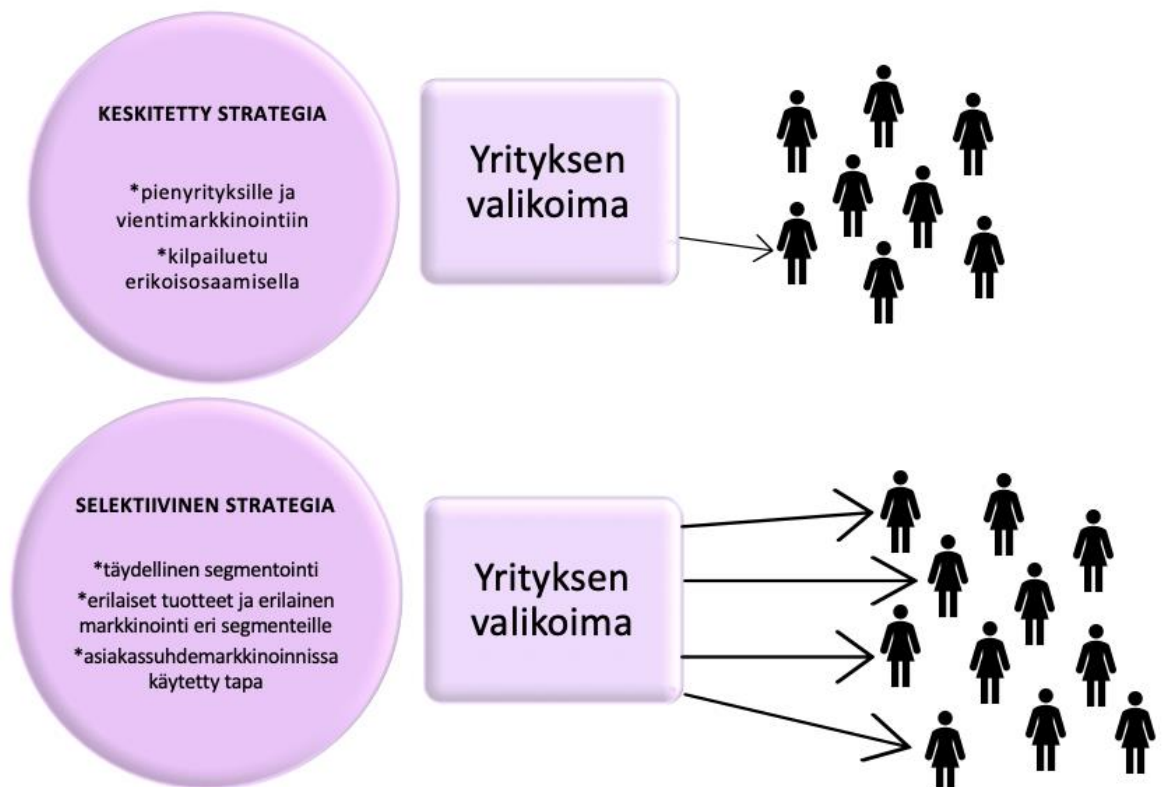 KESKITETTY STRATEGIA
*pienyrityksille ja
vientimarkkinointiin
*kilpailuetu
erikoisosaamisella
Yrityksen
valikoima
SELEKTIIVINEN STRATEGIA
*täydellinen segmentointi
*erilaiset tuotteet ja erilainen
markkinointi eri segmenteille
*asiakassuhdemarkkinoinnissa
käytetty tapa
Yrityksen
valikoima